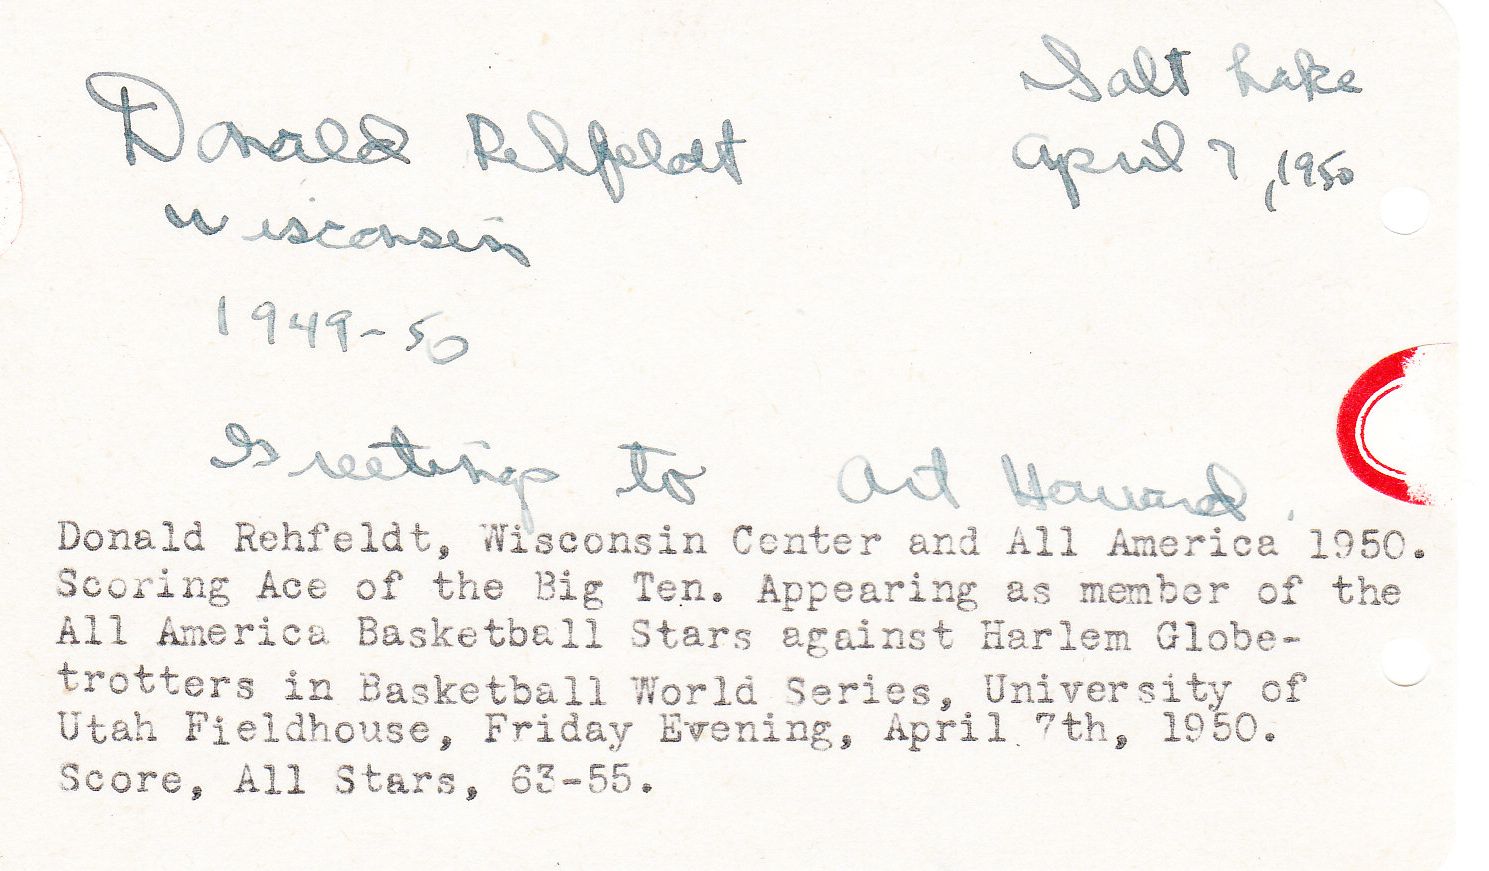 Salt Lake
April 7, 1950
Donald Rehfeldt
Wisconsin
1949-50
Greetings to Art Howard.
Donald Rehfeldt, Wisconsin Center and All America 1950.
Scoring Ace of the Big Ten. Appearing as member of the
All America Basketball Stars against Harlem Globe-
trotters in Basketball World Series, University of
Utah Fieldhouse, Friday Evening, April 7th, 1950.
Score, All Stars, 63-55.